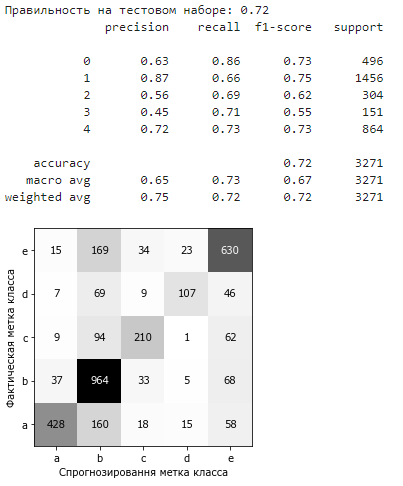 Правильность на тестовом наборе: 0.72
precision recall f1-score support
0 0.63 0.86 0.73 496
1 0.87 0.66 0.75 1456
2 0.56 0.69 0.62 304
3 0.45 0.71 0.55 151
4 0.72 0.73 0.73 864
accuracy 0.72 3271
macro avg 0.65 0.73 0.67 3271
weighted avg 0.75 0.72 0.72 3271
Фактическая метка класса
e 15 169 34 23 630
d 7 69 9 107 46
c 9 94 210 1 62
b 37 964 33 5 68
a 428 160 18 15 58
a b c d e
Спрогнозировання метка класса